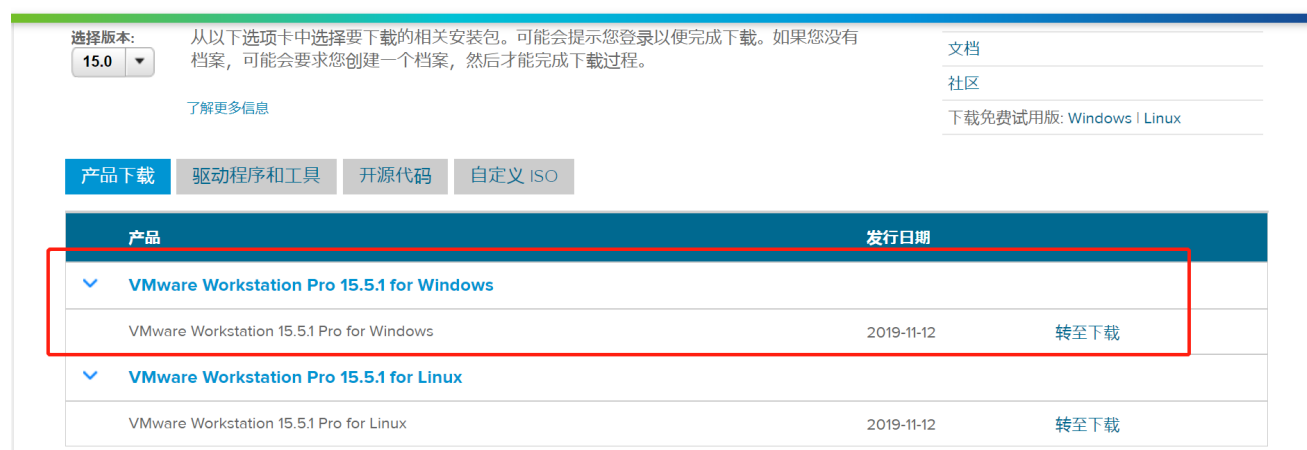 选择版本:
15.0
从以下选项卡中选择要下载的相关安装包。可能会提示您登录以便完成下载。如果您没有
档案，可能会要求您创建一个档案，然后才能完成下载过程。
了解更多信息
文档
社区
下载免费试用版: Windows | Linux
产品下载 驱动程序和工具 开源代码 自定义 ISO
产品 发行日期
VMware Workstation Pro 15.5.1 for Windows
VMware Workstation 15.5.1 Pro for Windows 2019-11-12 转至下载
VMware Workstation Pro 15.5.1 for Linux
VMware Workstation 15.5.1 Pro for Linux 2019-11-12 转至下载